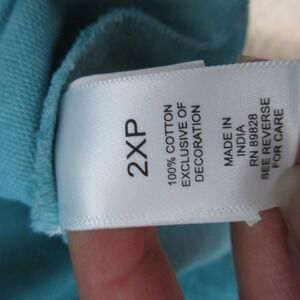 2XP
100% COTTON
EXCLUSIVE OF
DECORATION
MADE IN
INDIA
RN 89828
SEE REVERSE
FOR CARE